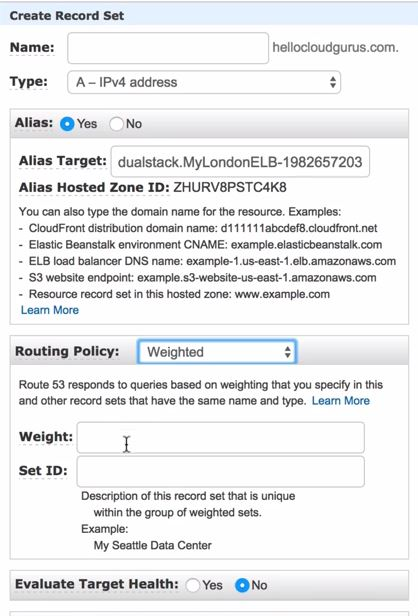 Create Record Set
Name: hellocloudgurus.com.
Type: A – IPv4 address
Alias: Yes No
Alias Target: dualstack.MyLondonELB-1982657203
Alias Hosted Zone ID: ZHURV8PSTC4K8
You can also type the domain name for the resource. Examples:
- CloudFront distribution domain name: d111111abcdef8.cloudfront.net
- Elastic Beanstalk environment CNAME: example.elasticbeanstalk.com
- ELB load balancer DNS name: example-1.us-east-1.elb.amazonaws.com
- S3 website endpoint: example.s3-website-us-east-1.amazonaws.com
- Resource record set in this hosted zone: www.example.com
Learn More
Routing Policy: Weighted
Route 53 responds to queries based on weighting that you specify in this
and other record sets that have the same name and type. Learn More
Weight:
Set ID:
Description of this record set that is unique
within the group of weighted sets.
Example:
My Seattle Data Center
Evaluate Target Health: Yes No